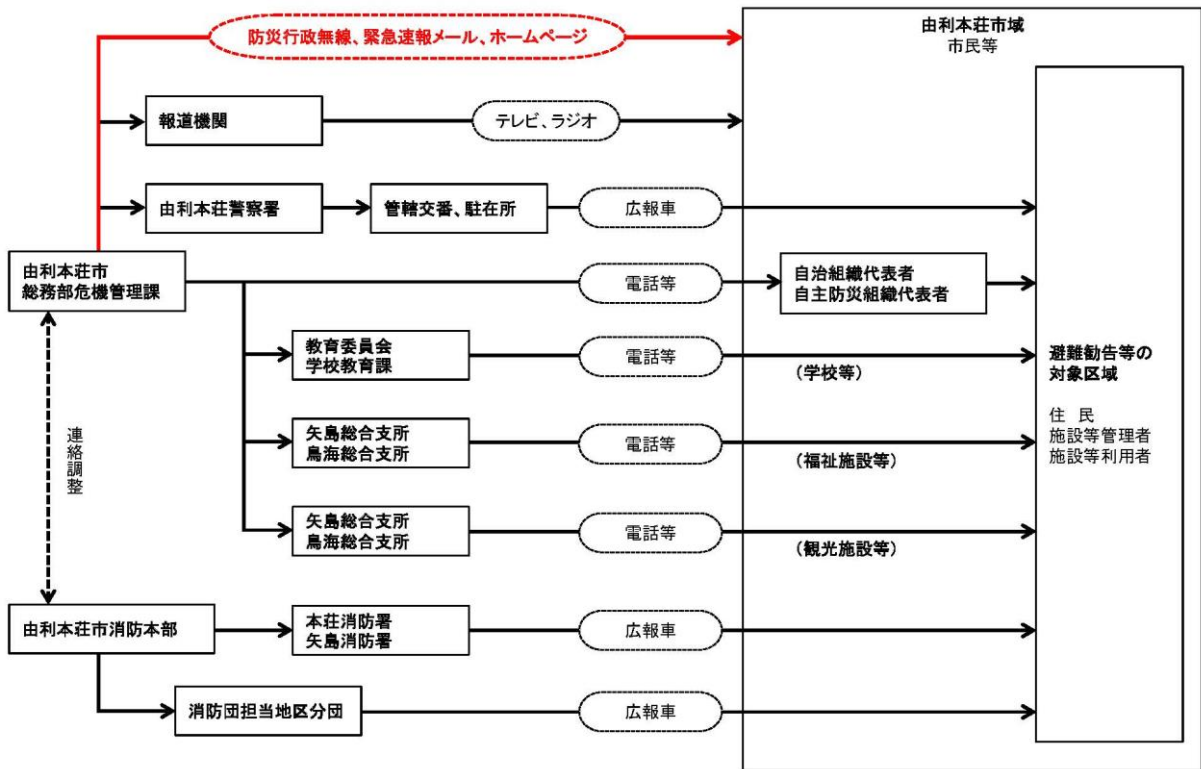 防災行政無線、緊急速報メール、ホームページ
由利本荘市域
市民等
報道機関
テレビ、ラジオ
由利本荘警察署
管轄交番、駐在所
広報車
由利本荘市
総務部危機管理課
電話等
自治組織代表者
自主防災組織代表者
教育委員会
学校教育課
電話等
(学校等)
避難勧告等の
対象区域
住 民
施設等管理者
施設等利用者
矢島総合支所
鳥海総合支所
電話等
(福祉施設等)
連絡調整
矢島総合支所
鳥海総合支所
電話等
(観光施設等)
由利本荘市消防本部
本荘消防署
矢島消防署
広報車
消防団担当地区分団
広報車